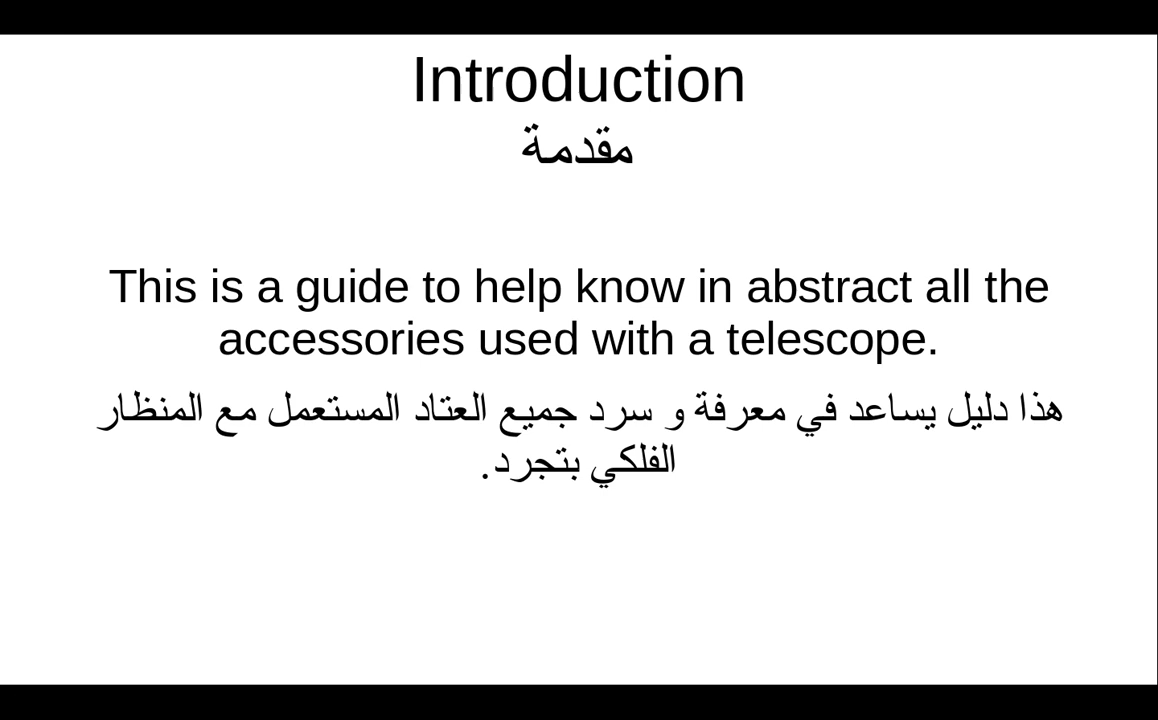 Introduction
مقدمة
This is a guide to help know in abstract all the
accessories used with a telescope.
هذا دليل يساعد في معرفة و سرد جميع العتاد المستعمل مع المنظار
الفلكي بتجرد.